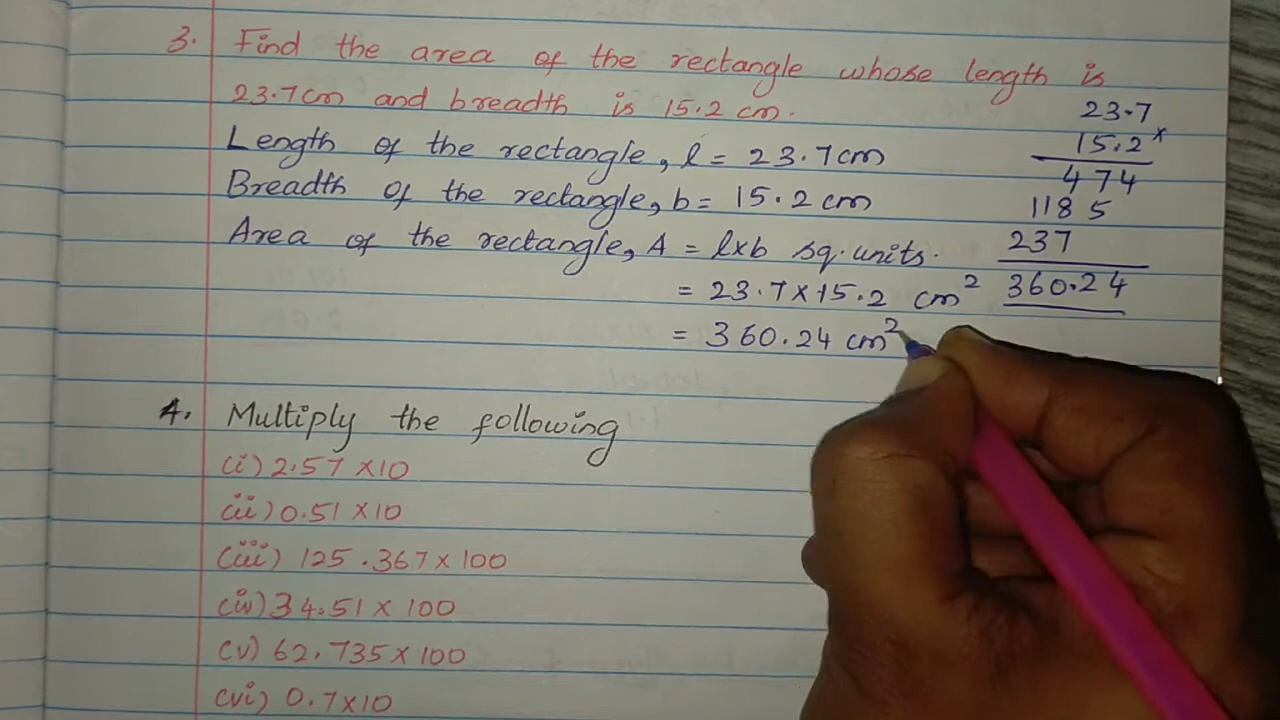 3. Find the area of the rectangle whose length is
23.7cm and breadth is 15.2 cm.
23.7
15.2 ×
474
1185
237
360.24
Length of the rectangle, l = 23.7cm
Breadth of the rectangle, b = 15.2 cm
Area of the rectangle, A = l×b sq. units.
= 23.7×15.2 cm²
= 360.24 cm²
4. Multiply the following
(i) 2.57 ×10
(ii) 0.51 ×10
(iii) 125.367 × 100
(iv) 34.51 × 100
(v) 62.735 × 100
(vi) 0.7×10